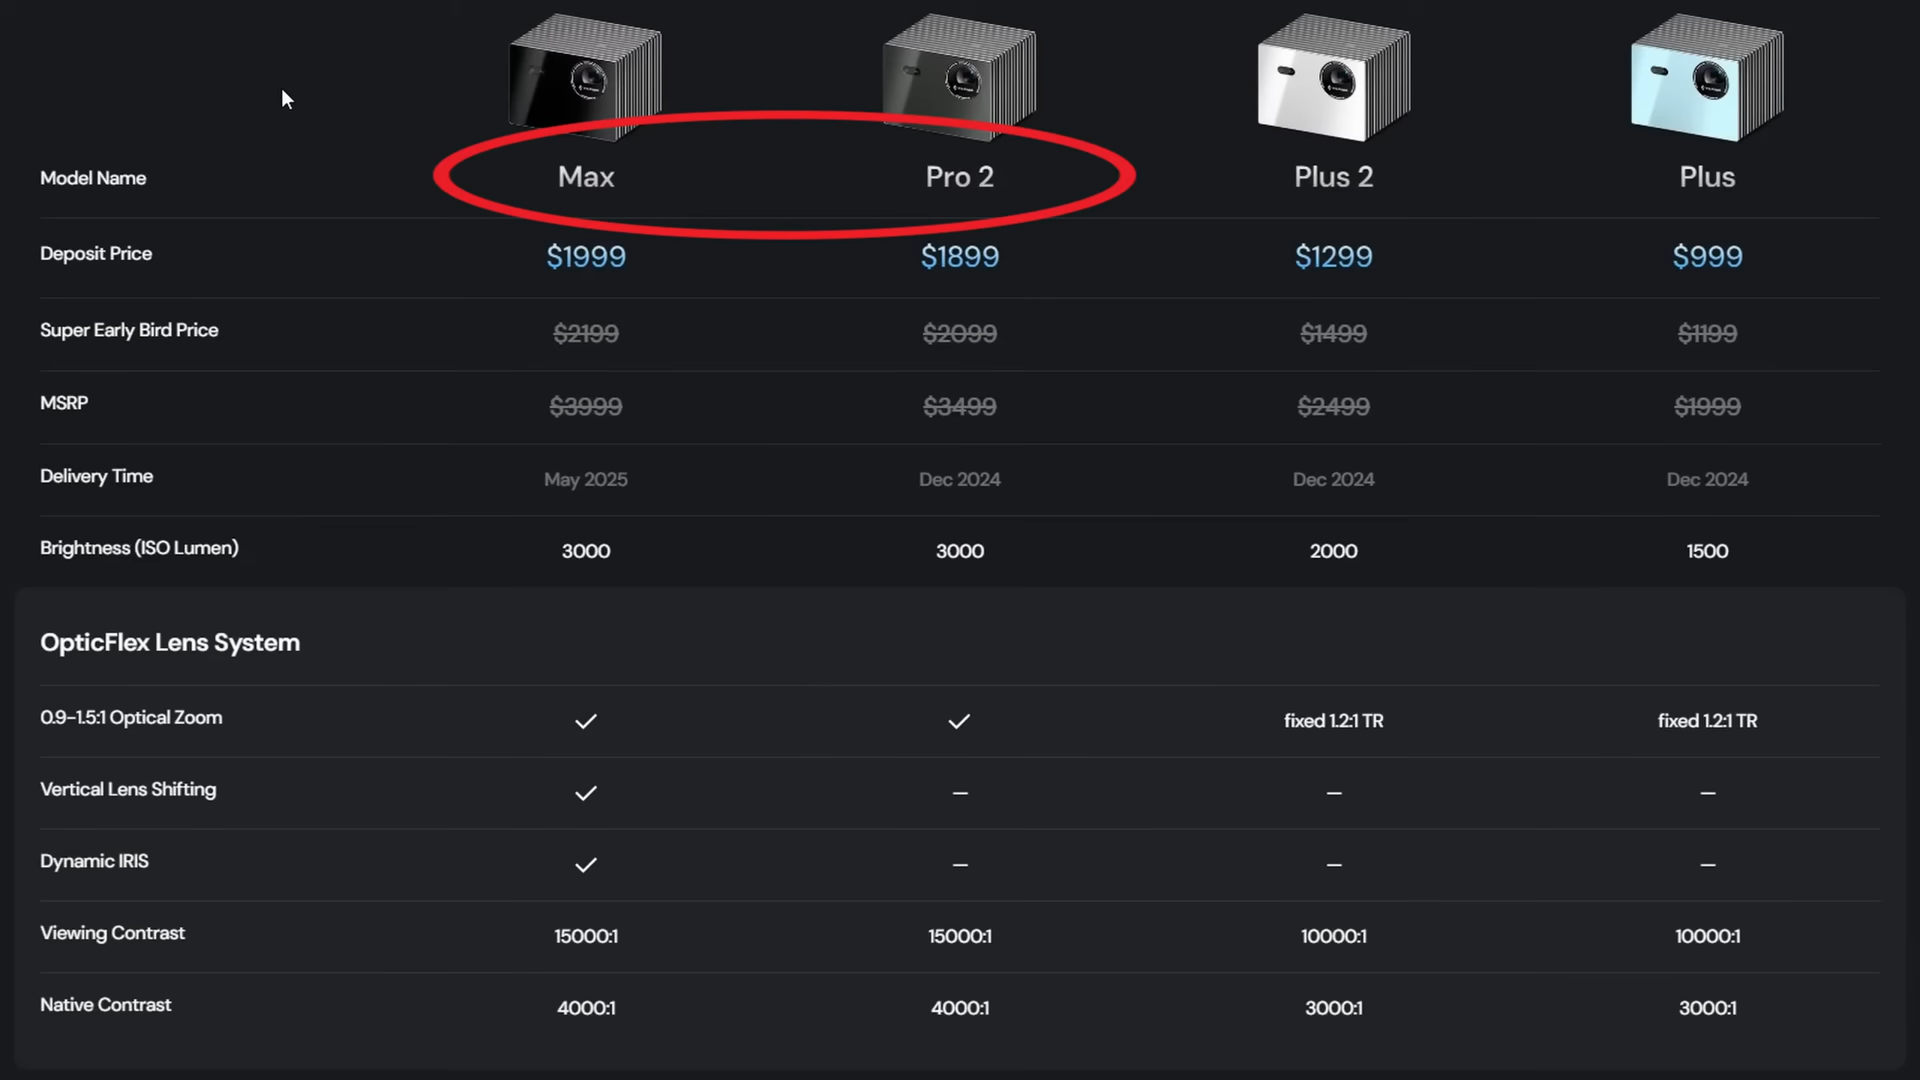 Model Name Max Pro 2 Plus 2 Plus
Deposit Price $1999 $1899 $1299 $999
Super Early Bird Price $2199 $2099 $1499 $1199
MSRP $3999 $3499 $2499 $1999
Delivery Time May 2025 Dec 2024 Dec 2024 Dec 2024
Brightness (ISO Lumen) 3000 3000 2000 1500
OpticFlex Lens System
0.9-1.5:1 Optical Zoom ✓ ✓ fixed 1.2:1 TR fixed 1.2:1 TR
Vertical Lens Shifting ✓ – – –
Dynamic IRIS ✓ – – –
Viewing Contrast 15000:1 15000:1 10000:1 10000:1
Native Contrast 4000:1 4000:1 3000:1 3000:1